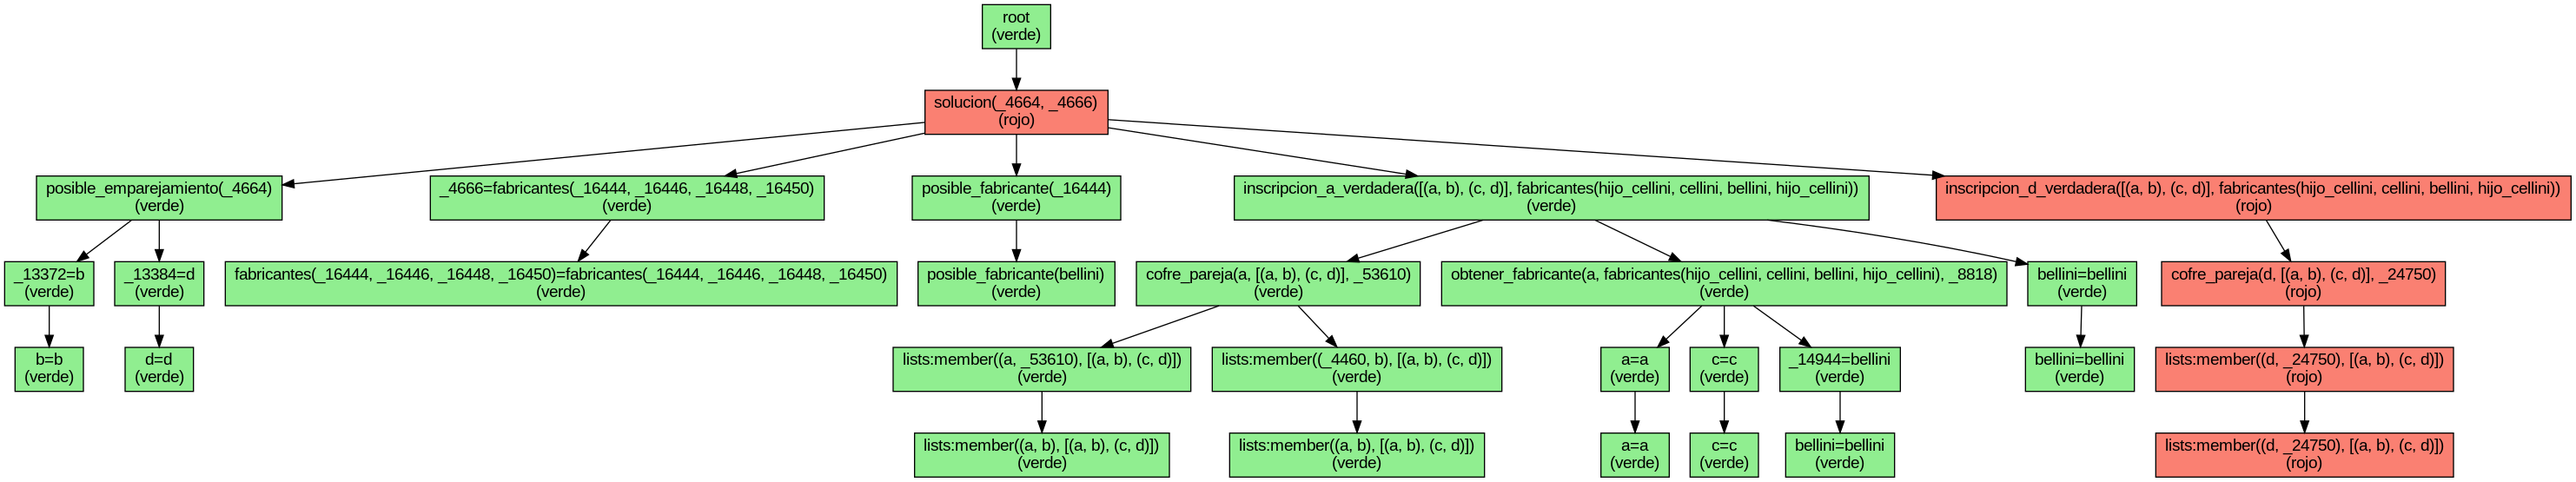 root
(verde)
solucion(_4664, _4666)
(rojo)
posible_emparejamiento(_4664)
(verde)
_4666=fabricantes(_16444, _16446, _16448, _16450)
(verde)
posible_fabricante(_16444)
(verde)
inscripcion_a_verdadera([(a, b), (c, d)], fabricantes(hijo_cellini, cellini, bellini, hijo_cellini))
(verde)
inscripcion_d_verdadera([(a, b), (c, d)], fabricantes(hijo_cellini, cellini, bellini, hijo_cellini))
(rojo)
_13372=b
(verde)
_13384=d
(verde)
fabricantes(_16444, _16446, _16448, _16450)=fabricantes(_16444, _16446, _16448, _16450)
(verde)
posible_fabricante(bellini)
(verde)
cofre_pareja(a, [(a, b), (c, d)], _53610)
(verde)
obtener_fabricante(a, fabricantes(hijo_cellini, cellini, bellini, hijo_cellini), _8818)
(verde)
bellini=bellini
(verde)
cofre_pareja(d, [(a, b), (c, d)], _24750)
(rojo)
b=b
(verde)
d=d
(verde)
lists:member((a, _53610), [(a, b), (c, d)])
(verde)
lists:member((_4460, b), [(a, b), (c, d)])
(verde)
a=a
(verde)
c=c
(verde)
_14944=bellini
(verde)
bellini=bellini
(verde)
lists:member((d, _24750), [(a, b), (c, d)])
(rojo)
lists:member((a, b), [(a, b), (c, d)])
(verde)
lists:member((a, b), [(a, b), (c, d)])
(verde)
a=a
(verde)
c=c
(verde)
bellini=bellini
(verde)
lists:member((d, _24750), [(a, b), (c, d)])
(rojo)